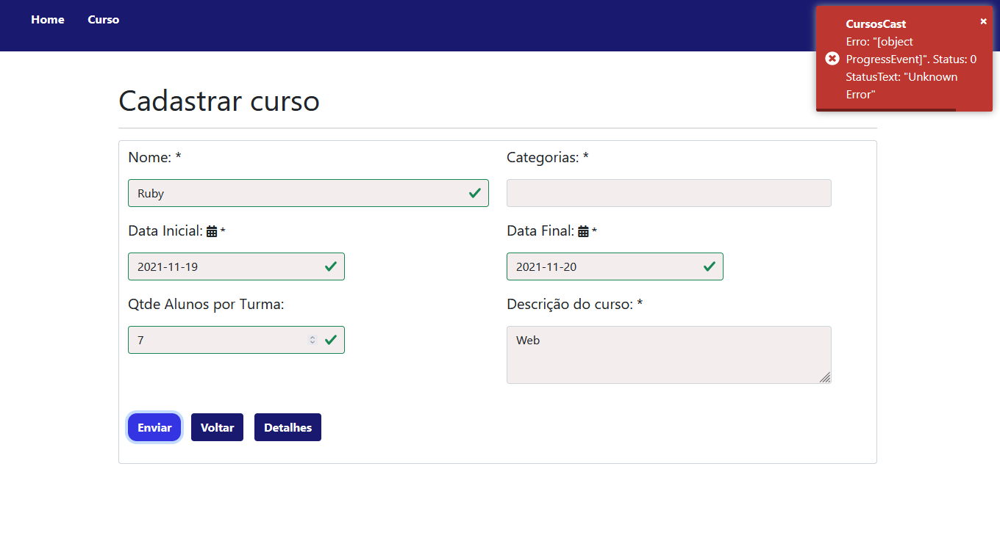 Home Curso
CursosCast
Erro: "[object
ProgressEvent]". Status: 0
StatusText: "Unknown
Error"
Cadastrar curso
Nome: * Categorias: *
Ruby
Data Inicial: * Data Final: *
2021-11-19 2021-11-20
Qtde Alunos por Turma: Descrição do curso: *
7 Web
Enviar Voltar Detalhes